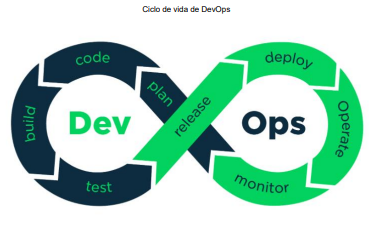 Ciclo de vida de DevOps
code
deploy
plan
release
build
Dev
Ops
Operate
test
monitor